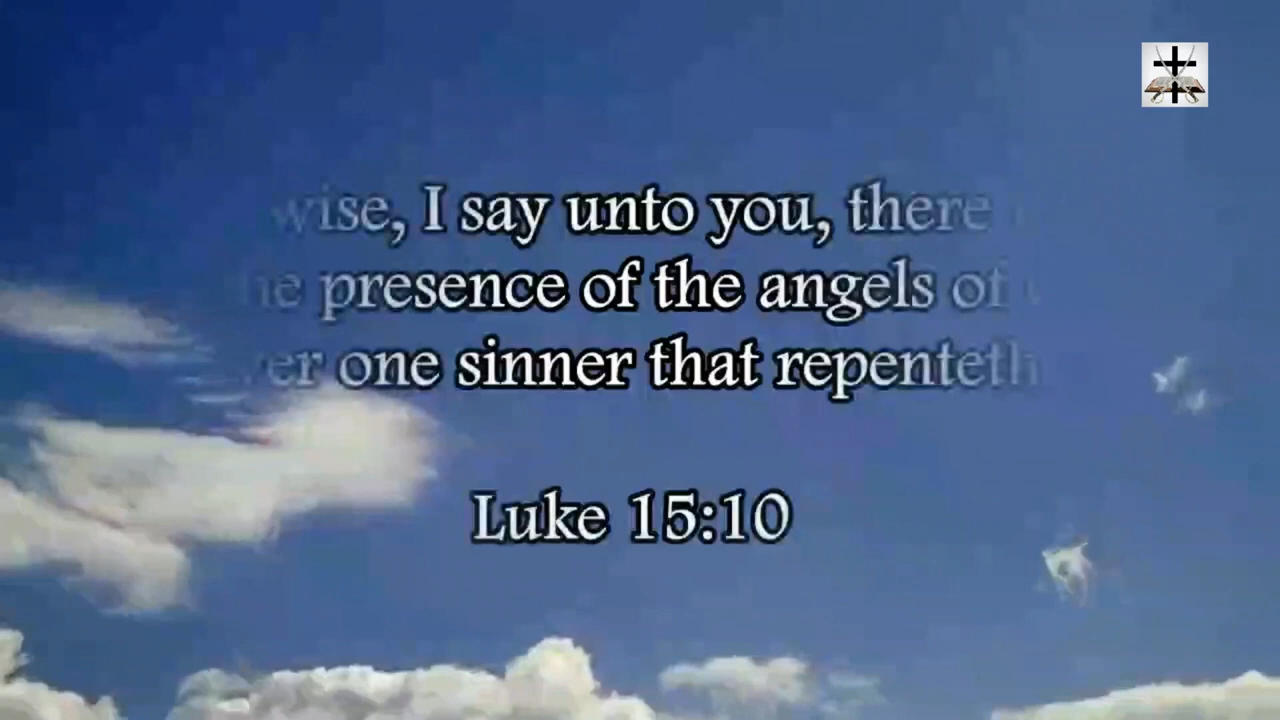 wise, I say unto you, there
presence of the angels of
one sinner that repenteth
Luke 15:10